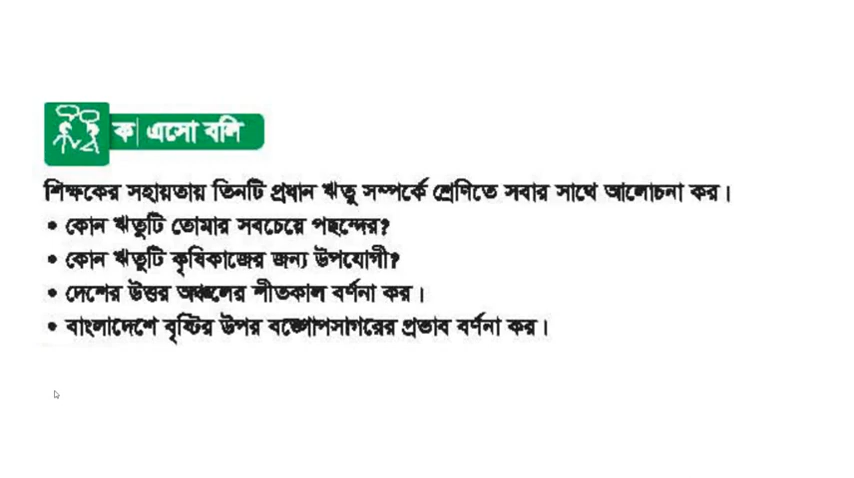 ক| এসো বলি
শিক্ষকের সহায়তায় তিনটি প্রধান ঋতু সম্পর্কে শ্রেণিতে সবার সাথে আলোচনা কর।
• কোন ঋতুটি তোমার সবচেয়ে পছন্দের?
• কোন ঋতুটি কৃষিকাজের জন্য উপযোগী?
• দেশের উত্তর অঞ্চলের শীতকাল বর্ণনা কর।
• বাংলাদেশে বৃষ্টির উপর বঙ্গোপসাগরের প্রভাব বর্ণনা কর।